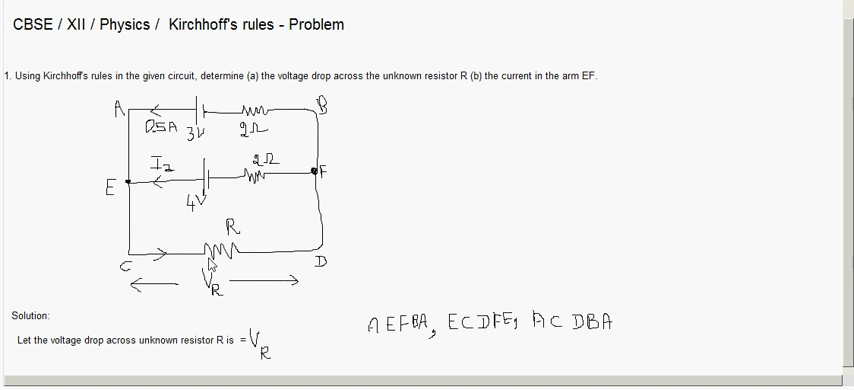 CBSE / XII / Physics / Kirchhoff's rules - Problem
1. Using Kirchhoff's rules in the given circuit, determine (a) the voltage drop across the unknown resistor R (b) the current in the arm EF.
A B
0.5A 3V 2Ω
I2 2Ω
E F
4V
R
C D
VR
Solution:
AEFBA, ECDFE, ACDBA
Let the voltage drop across unknown resistor R is = VR